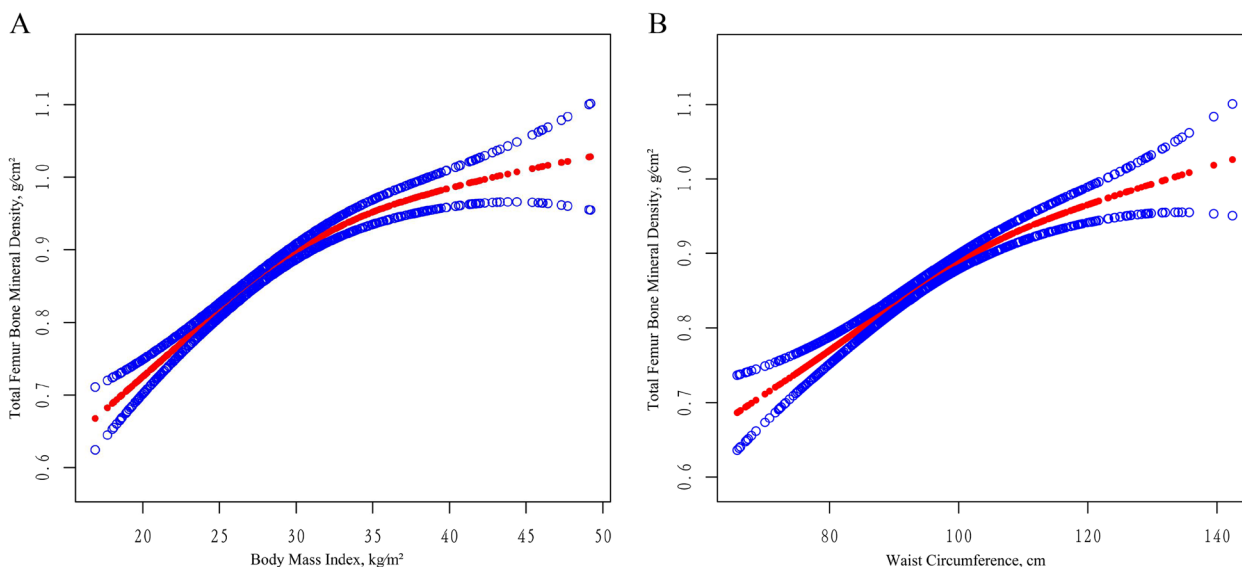 A
B
Total Femur Bone Mineral Density, g/cm²
1.1
1.0
0.9
0.8
0.7
0.6
20 25 30 35 40 45 50
Body Mass Index, kg/m²
Total Femur Bone Mineral Density, g/cm²
1.1
1.0
0.9
0.8
0.7
0.6
80 100 120 140
Waist Circumference, cm